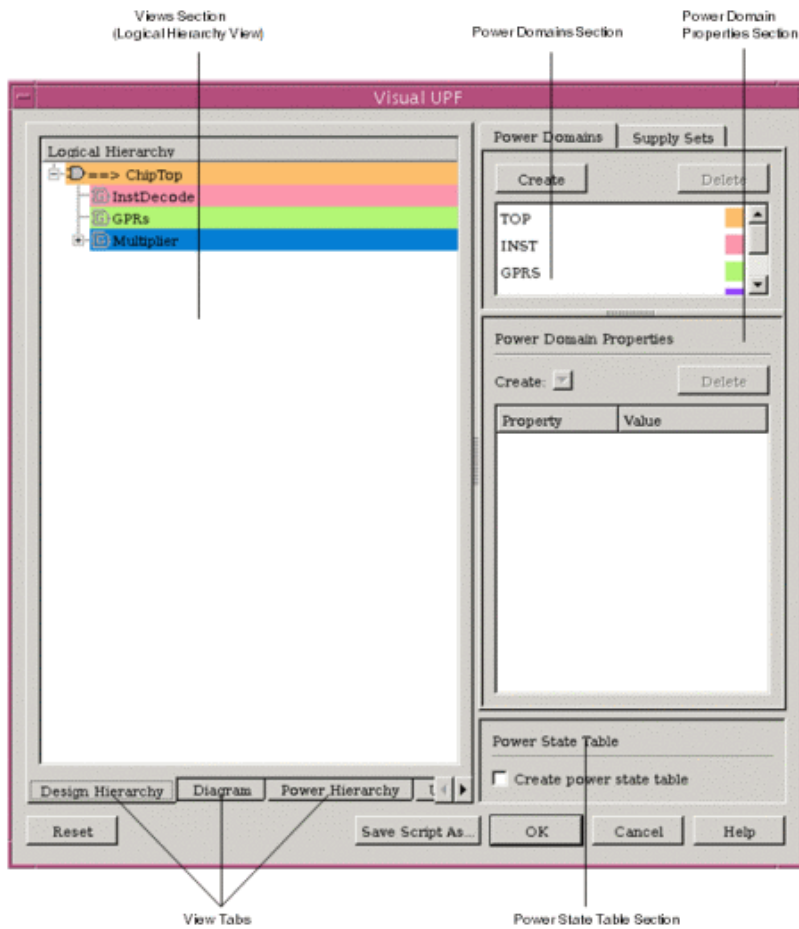 Views Section
(Logical Hierarchy View)
Power Domains Section
Power Domain
Properties Section
Visual UPF
Logical Hierarchy
==> ChipTop
InstDecode
GPRs
Multiplier
Power Domains
Supply Sets
Create
Delete
TOP
INST
GPRS
Power Domain Properties
Create:
Delete
Property
Value
Power State Table
Create power state table
Design Hierarchy
Diagram
Power Hierarchy
Reset
Save Script As...
OK
Cancel
Help
View Tabs
Power State Table Section